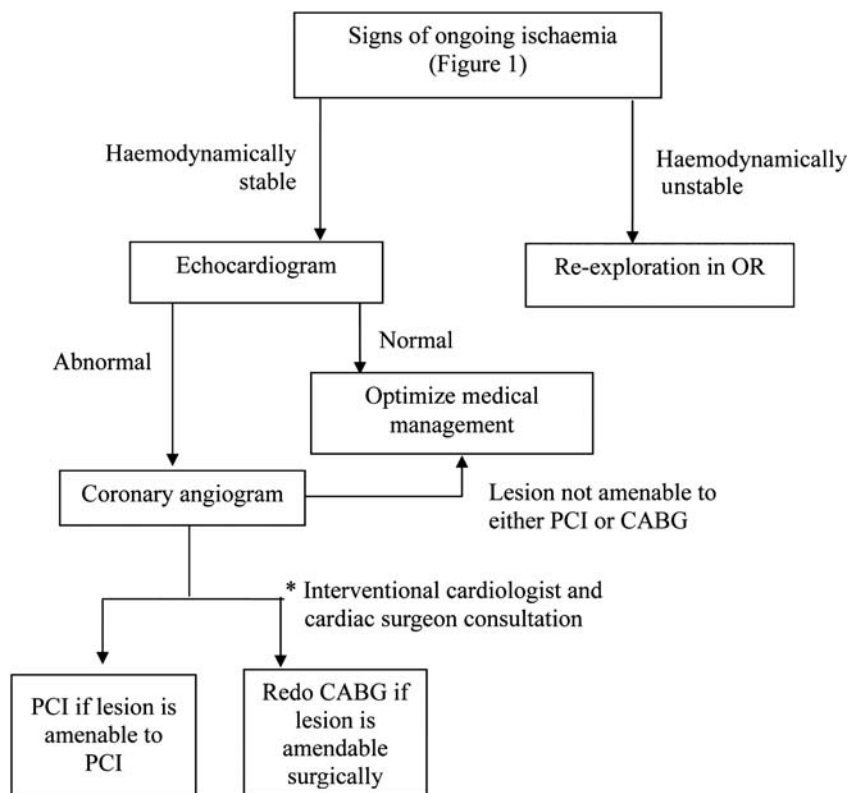 Signs of ongoing ischaemia
(Figure 1)
Haemodynamically
stable
Haemodynamically
unstable
Echocardiogram
Re-exploration in OR
Abnormal
Normal
Optimize medical
management
Coronary angiogram
Lesion not amenable to
either PCI or CABG
* Interventional cardiologist and
cardiac surgeon consultation
PCI if lesion is
amenable to
PCI
Redo CABG if
lesion is
amendable
surgically